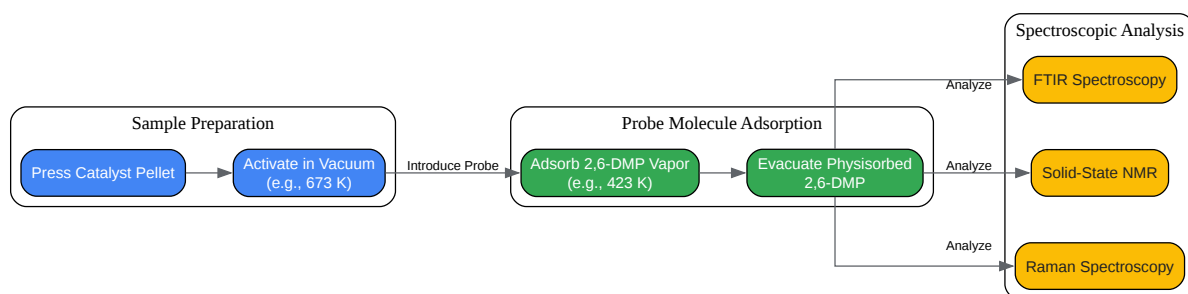 Sample Preparation
Press Catalyst Pellet
Activate in Vacuum
(e.g., 673 K)
Introduce Probe
Probe Molecule Adsorption
Adsorb 2,6-DMP Vapor
(e.g., 423 K)
Evacuate Physisorbed
2,6-DMP
Analyze
Analyze
Analyze
Spectroscopic Analysis
FTIR Spectroscopy
Solid-State NMR
Raman Spectroscopy